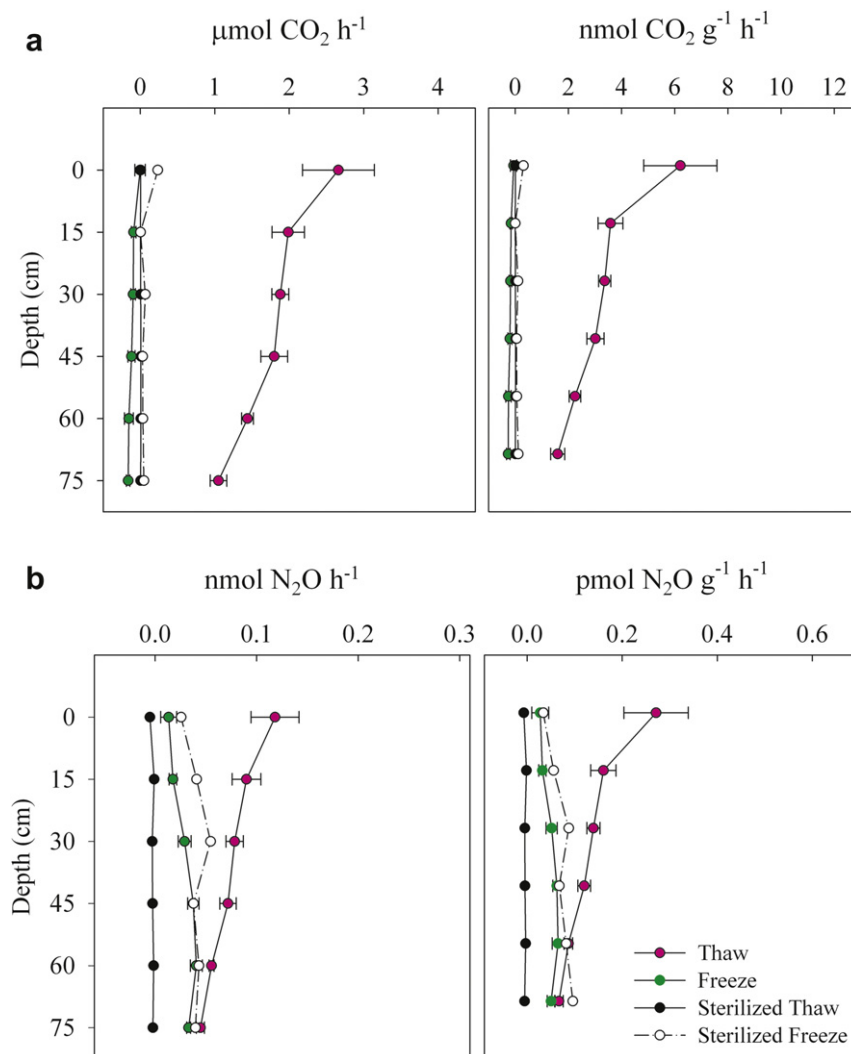 a
μmol CO₂ h⁻¹
nmol CO₂ g⁻¹ h⁻¹
0 1 2 3 4
0 2 4 6 8 10 12
0
15
30
45
60
75
Depth (cm)
b
nmol N₂O h⁻¹
pmol N₂O g⁻¹ h⁻¹
0.0 0.1 0.2 0.3
0.0 0.2 0.4 0.6
0
15
30
45
60
75
Depth (cm)
Thaw
Freeze
Sterilized Thaw
Sterilized Freeze